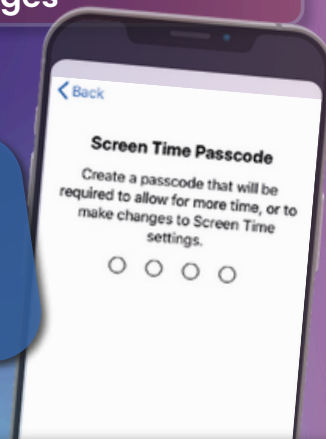 Back
Screen Time Passcode
Create a passcode that will be
required to allow for more time, or to
make changes to Screen Time
settings.